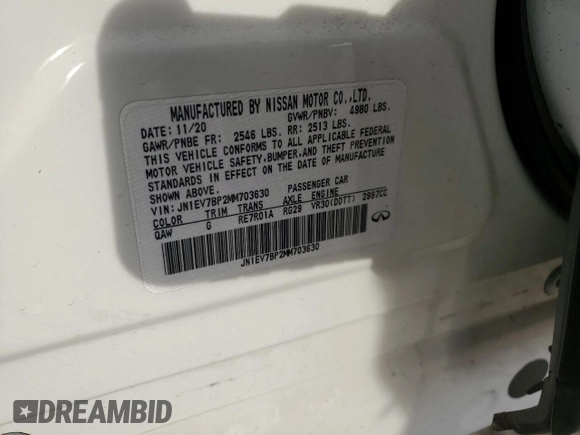 MANUFACTURED BY NISSAN MOTOR CO.,LTD.
DATE: 11/20 GVWR/PNBV: 4980 LBS.
GAWR/PNBE FR: 2546 LBS. RR: 2513 LBS.
THIS VEHICLE CONFORMS TO ALL APPLICABLE FEDERAL
MOTOR VEHICLE SAFETY,BUMPER,AND THEFT PREVENTION
STANDARDS IN EFFECT ON THE DATE OF MANUFACTURE
SHOWN ABOVE.
VIN: JN1EV7BP2MM703630 PASSENGER CAR
COLOR TRIM TRANS AXLE ENGINE
QAW G RE7R01A RG29 VR30(DDTT) 2997CC
JN1EV7BP2MM703630
DREAMBID